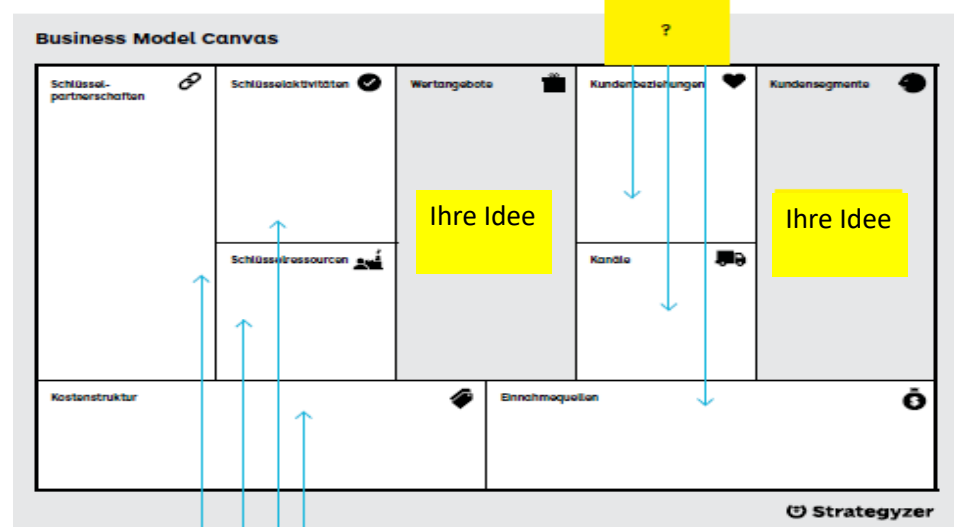 ?
Business Model Canvas
Schlüssel-
partnerschaften
Schlüsselaktivitäten
Wertangebote
Kundenbeziehungen
Kundensegmente
Ihre Idee
Ihre Idee
Schlüsselressourcen
Kanäle
Kostenstruktur
Einnahmequellen
Strategyzer